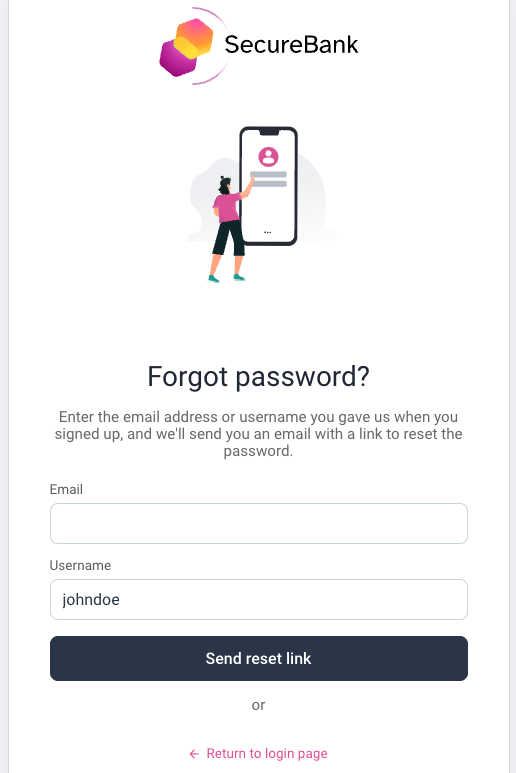 SecureBank
Forgot password?
Enter the email address or username you gave us when you
signed up, and we'll send you an email with a link to reset the
password.
Email
Username
johndoe
Send reset link
or
← Return to login page